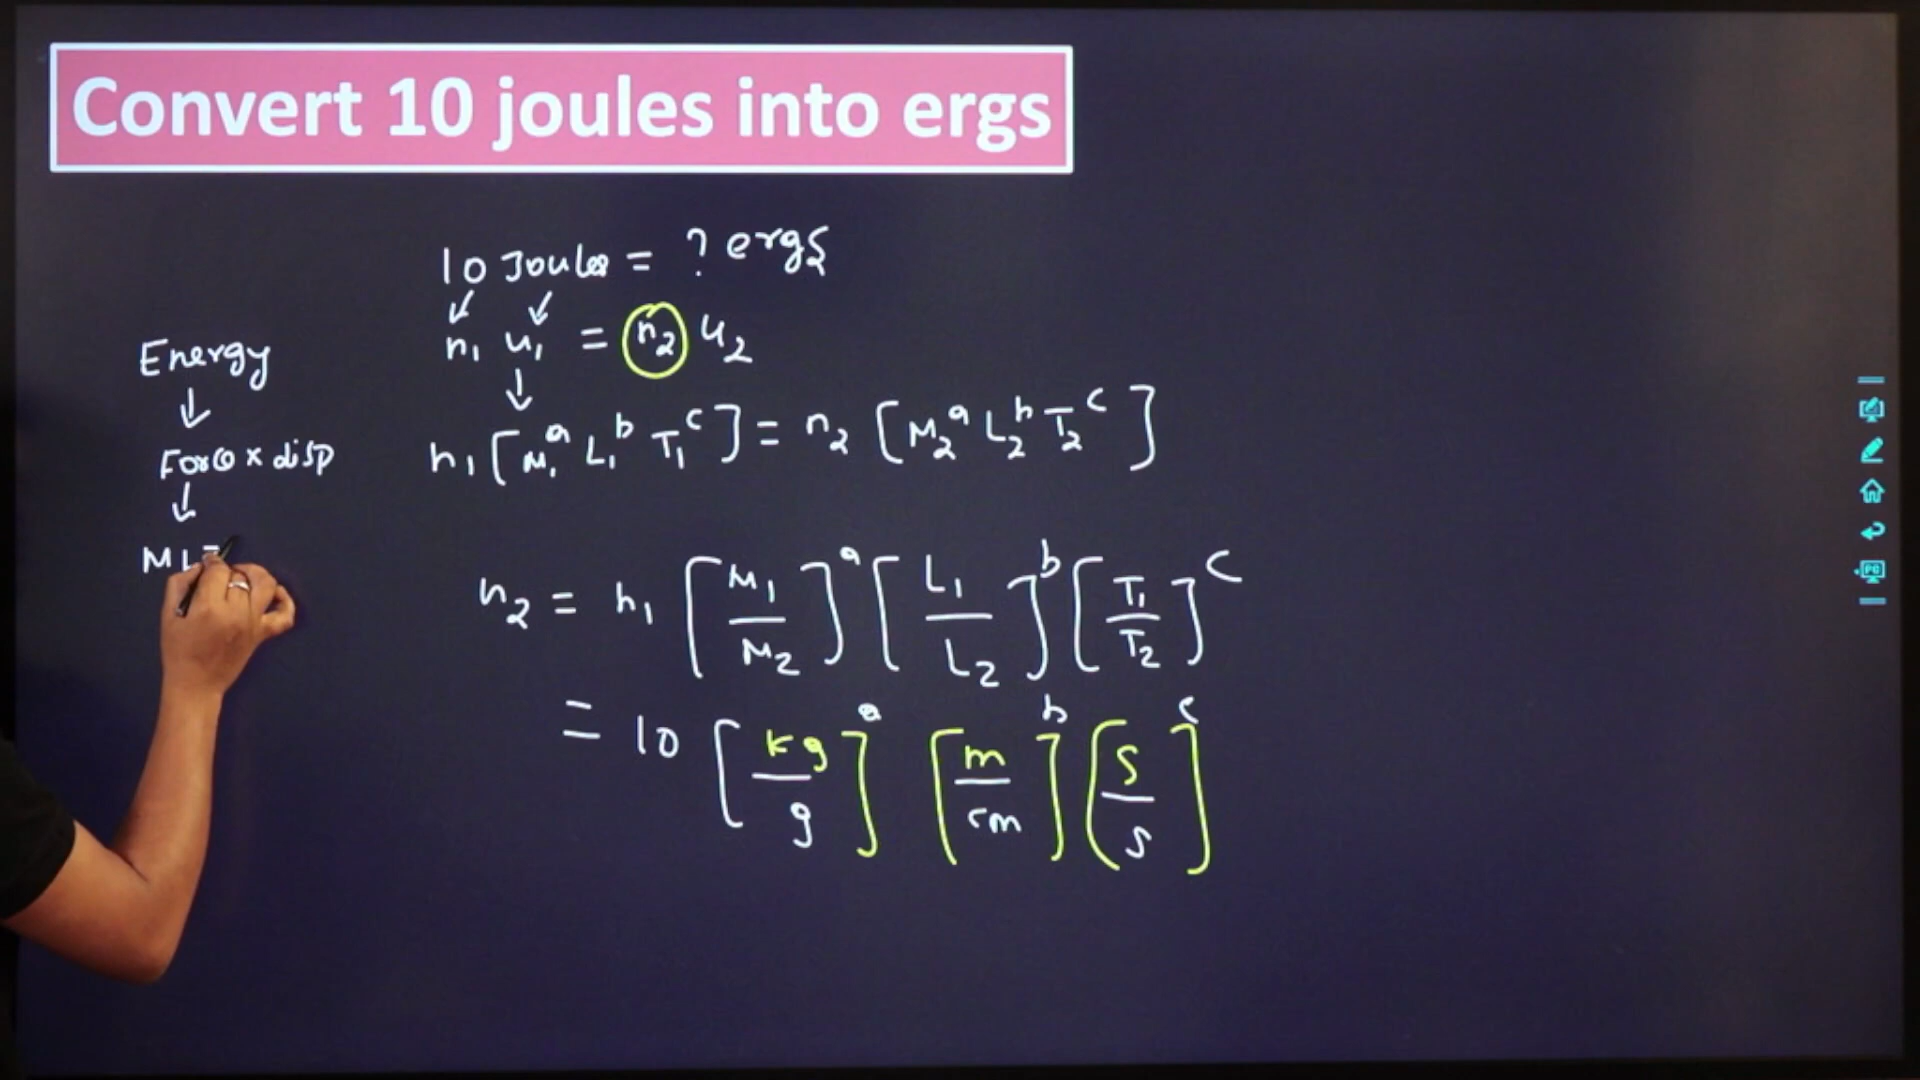 Convert 10 joules into ergs
10 Joules = ? ergs
n₁ u₁ = n₂ u₂
Energy
Force x disp
n₁ [M₁ᵃ L₁ᵇ T₁ᶜ] = n₂ [M₂ᵃ L₂ᵇ T₂ᶜ]
M L
n₂ = n₁ [M₁/M₂]ᵃ [L₁/L₂]ᵇ [T₁/T₂]ᶜ
= 10 [kg/g]ᵃ [m/cm]ᵇ [s/s]ᶜ
PC